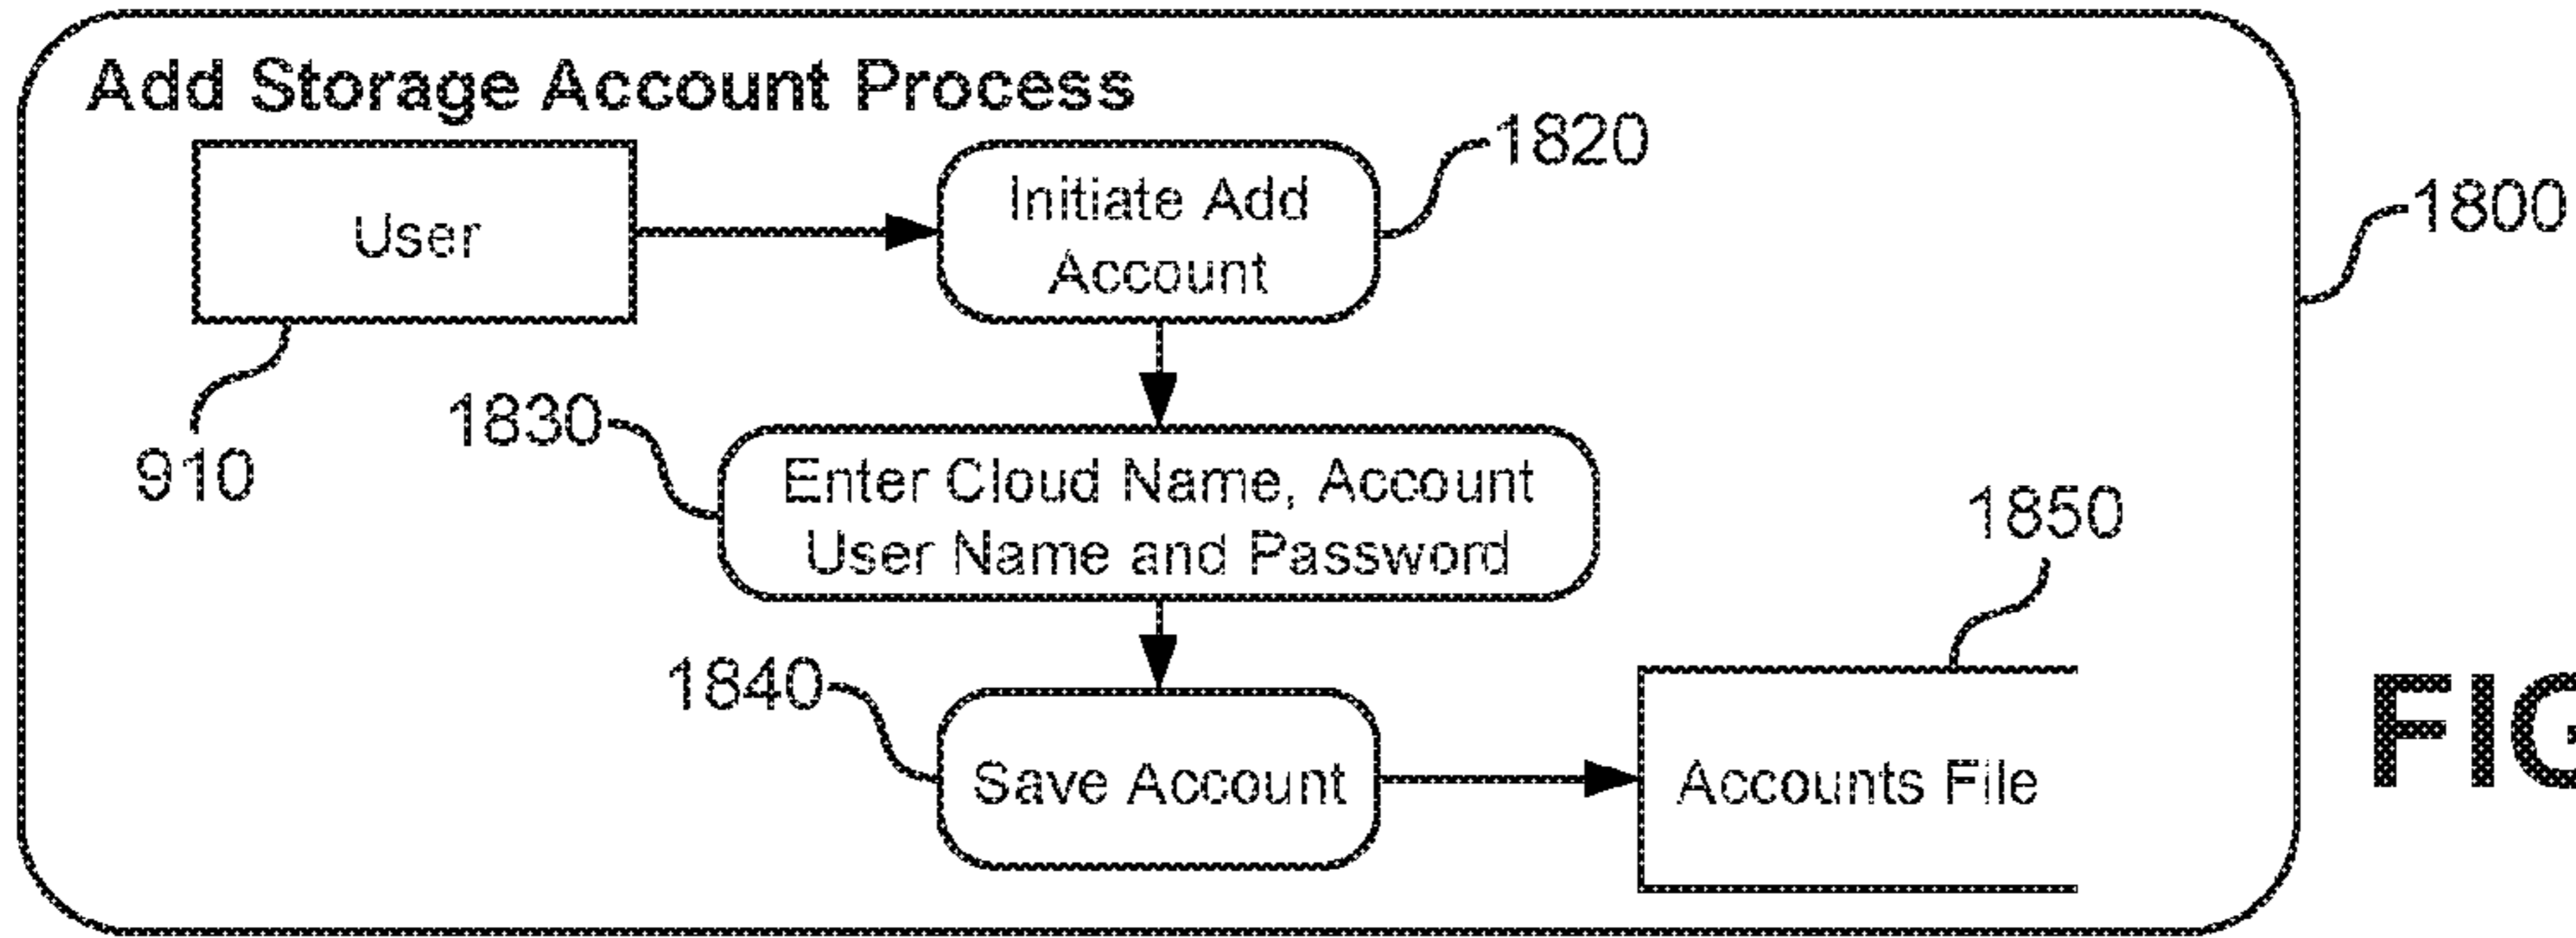 Add Storage Account Process
User
Initiate Add
Account
1820
1800
910
1830
Enter Cloud Name, Account
User Name and Password
1850
1840
Save Account
Accounts File
FIG